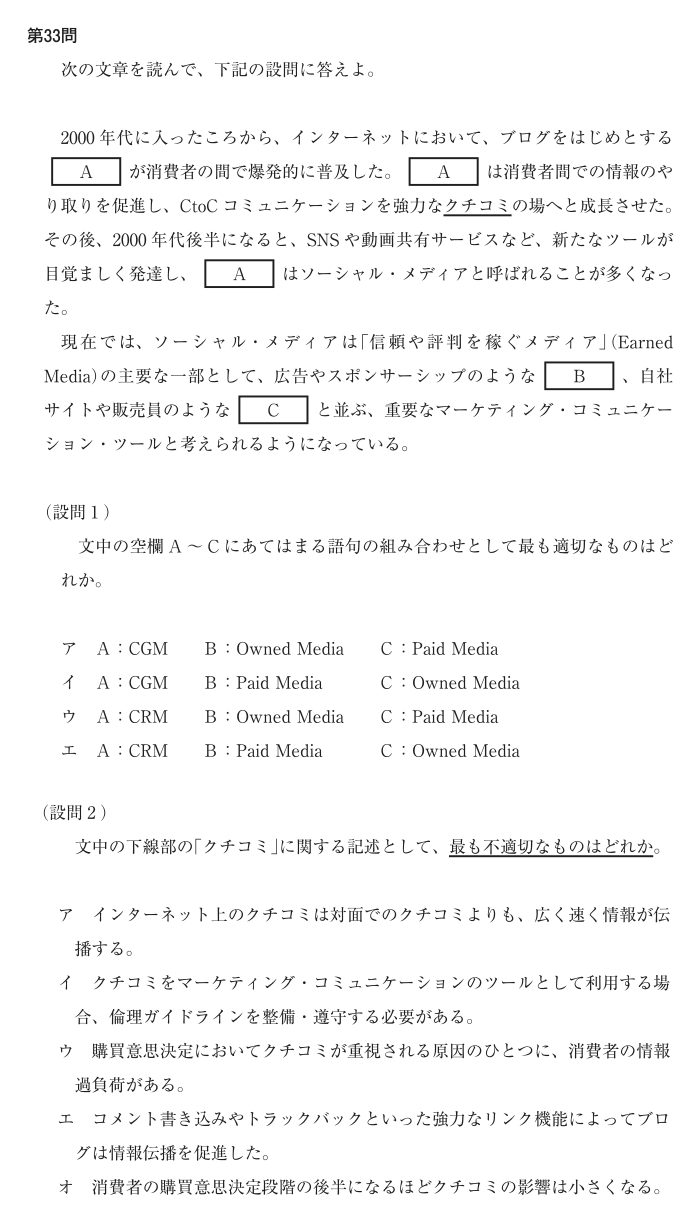 第33問
次の文章を読んで、下記の設問に答えよ。
2000 年代に入ったころから、インターネットにおいて、ブログをはじめとする
A が消費者の間で爆発的に普及した。 A は消費者間での情報のや
り取りを促進し、CtoC コミュニケーションを強力なクチコミの場へと成長させた。
その後、2000 年代後半になると、SNS や動画共有サービスなど、新たなツールが
目覚ましく発達し、 A はソーシャル・メディアと呼ばれることが多くなっ
た。
現在では、ソーシャル・メディアは「信頼や評判を稼ぐメディア」(Earned
Media)の主要な一部として、広告やスポンサーシップのような B 、自社
サイトや販売員のような C と並ぶ、重要なマーケティング・コミュニケー
ション・ツールと考えられるようになっている。
(設問1)
文中の空欄 A ~ C にあてはまる語句の組み合わせとして最も適切なものはど
れか。
ア A:CGM B:Owned Media C:Paid Media
イ A:CGM B:Paid Media C:Owned Media
ウ A:CRM B:Owned Media C:Paid Media
エ A:CRM B:Paid Media C:Owned Media
(設問2)
文中の下線部の「クチコミ」に関する記述として、最も不適切なものはどれか。
ア インターネット上のクチコミは対面でのクチコミよりも、広く速く情報が伝
播する。
イ クチコミをマーケティング・コミュニケーションのツールとして利用する場
合、倫理ガイドラインを整備・遵守する必要がある。
ウ 購買意思決定においてクチコミが重視される原因のひとつに、消費者の情報
過負荷がある。
エ コメント書き込みやトラックバックといった強力なリンク機能によってブロ
グは情報伝播を促進した。
オ 消費者の購買意思決定段階の後半になるほどクチコミの影響は小さくなる。